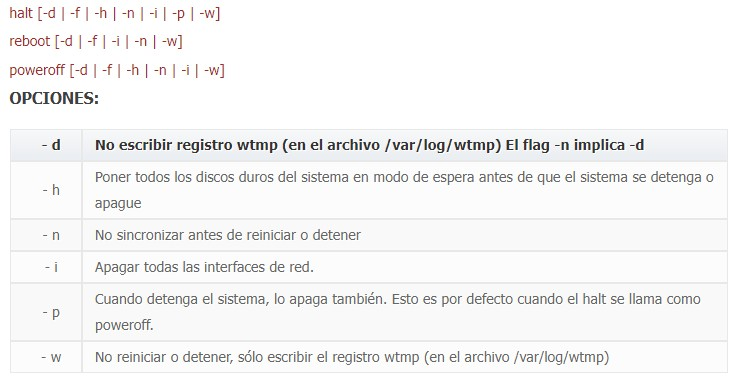 halt [-d | -f | -h | -n | -i | -p | -w]
reboot [-d | -f | -i | -n | -w]
poweroff [-d | -f | -h | -n | -i | -w]
OPCIONES:
- d No escribir registro wtmp (en el archivo /var/log/wtmp) El flag -n implica -d
- h Poner todos los discos duros del sistema en modo de espera antes de que el sistema se detenga o
apague
- n No sincronizar antes de reiniciar o detener
- i Apagar todas las interfaces de red.
- p Cuando detenga el sistema, lo apaga también. Esto es por defecto cuando el halt se llama como
poweroff.
- w No reiniciar o detener, sólo escribir el registro wtmp (en el archivo /var/log/wtmp)